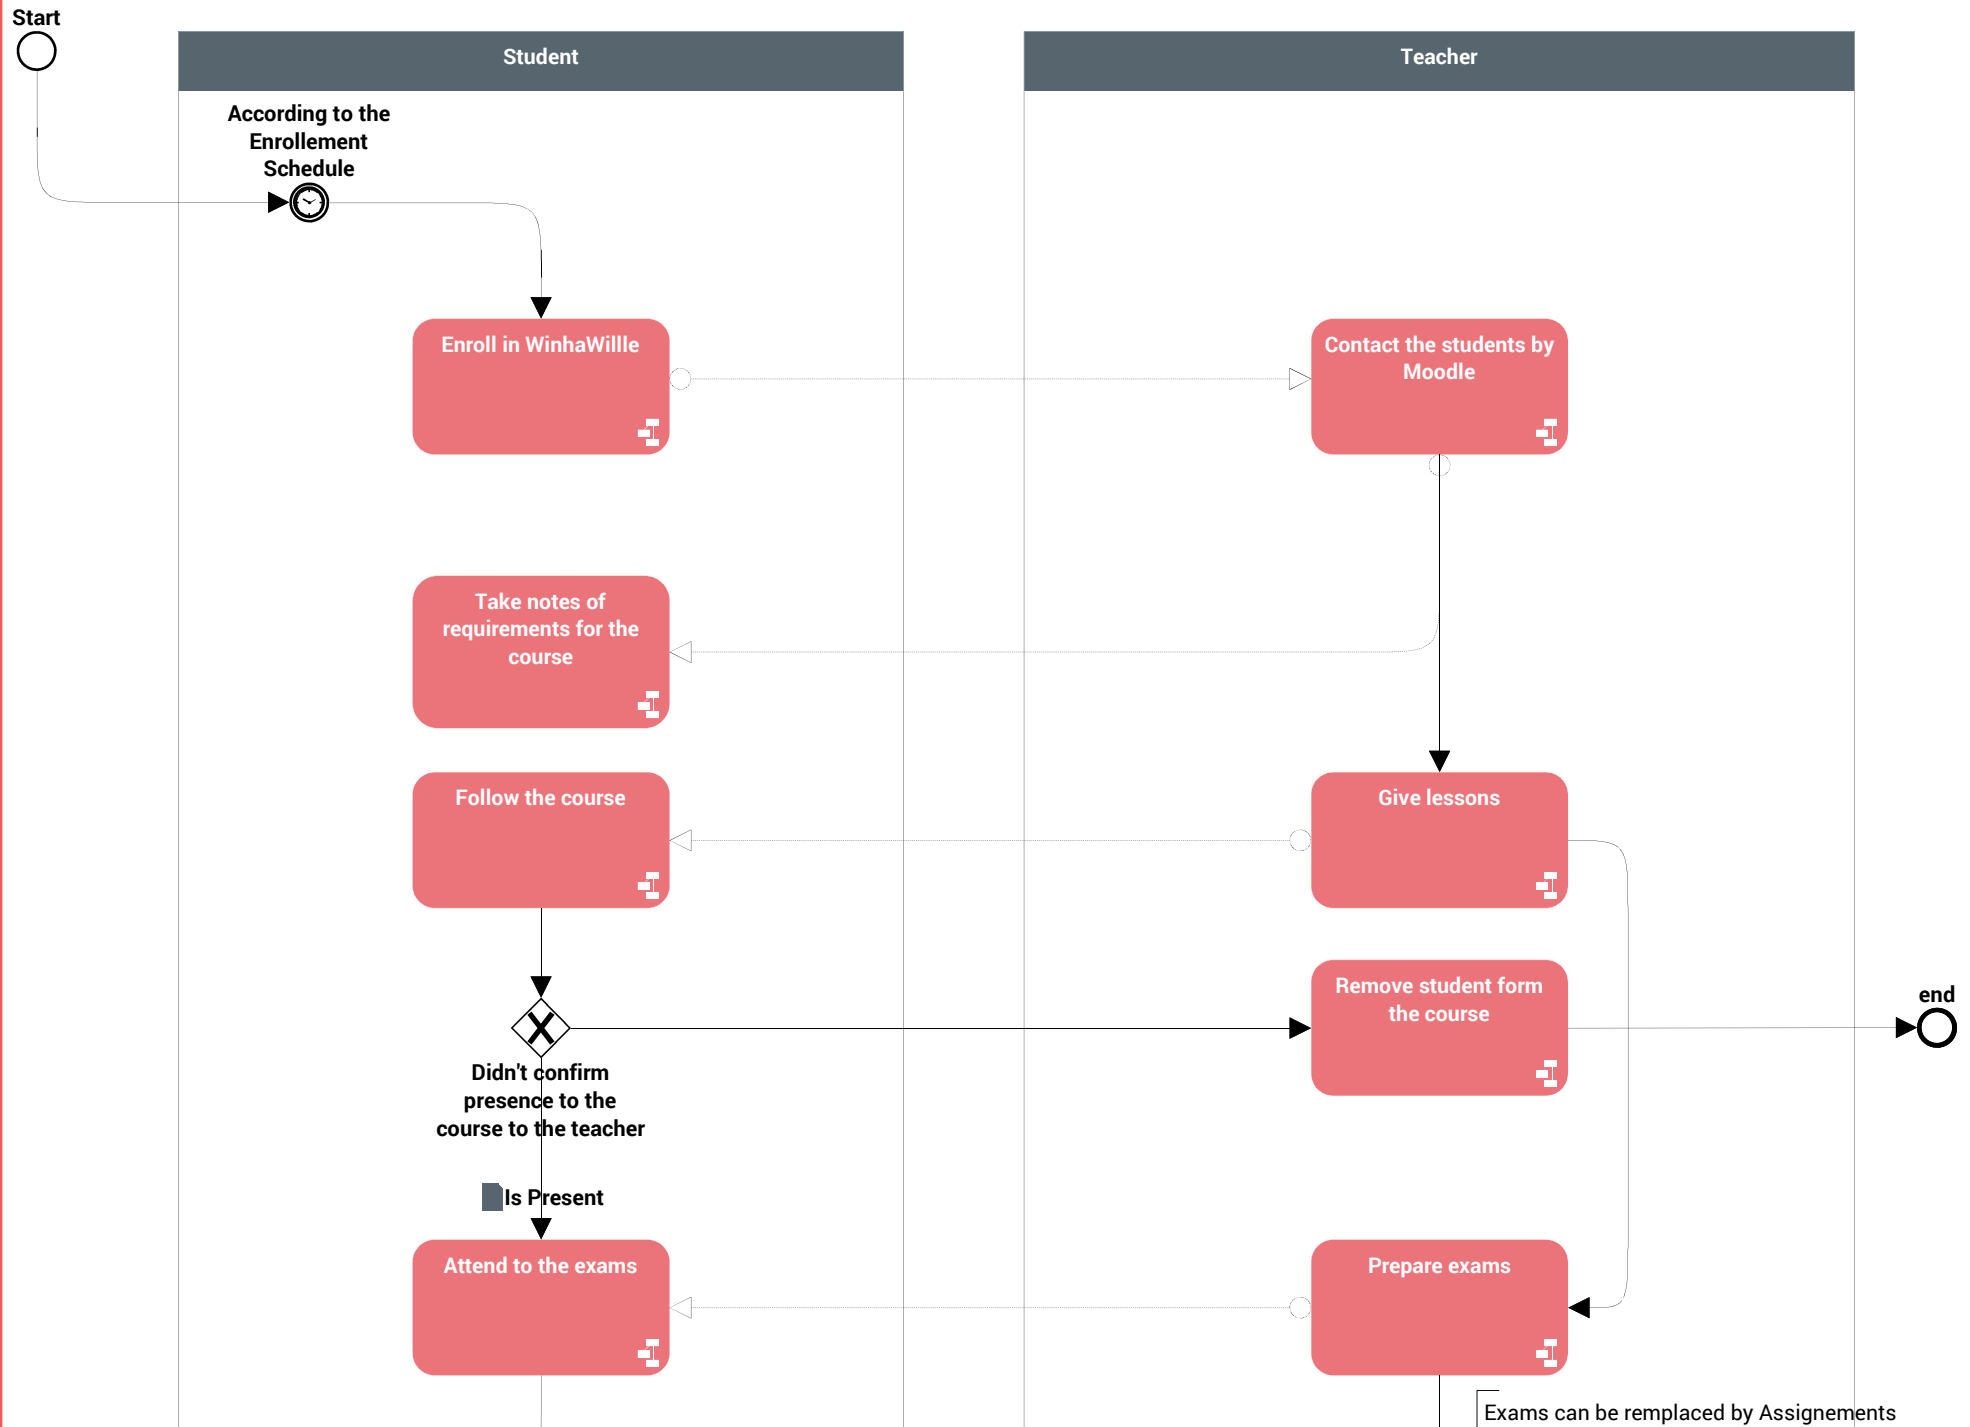 Start
Student
Teacher
According to the
Enrollement
Schedule
Enroll in WinhaWillle
Contact the students by
Moodle
Take notes of
requirements for the
course
Follow the course
Give lessons
Remove student form
the course
end
Didn't confirm
presence to the
course to the teacher
Is Present
Attend to the exams
Prepare exams
Exams can be remplaced by Assignements